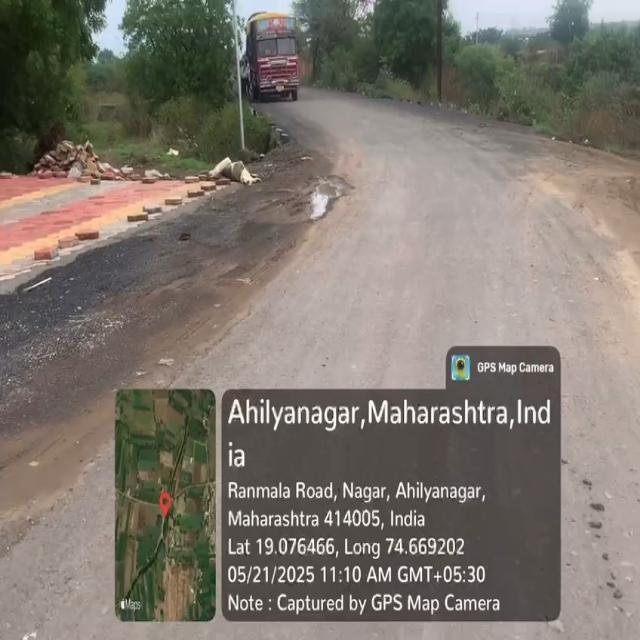 GPS Map Camera
Ahilyanagar,Maharashtra,Ind
ia
Ranmala Road, Nagar, Ahilyanagar,
Maharashtra 414005, India
Lat 19.076466, Long 74.669202
05/21/2025 11:10 AM GMT+05:30
Note : Captured by GPS Map Camera
Maps